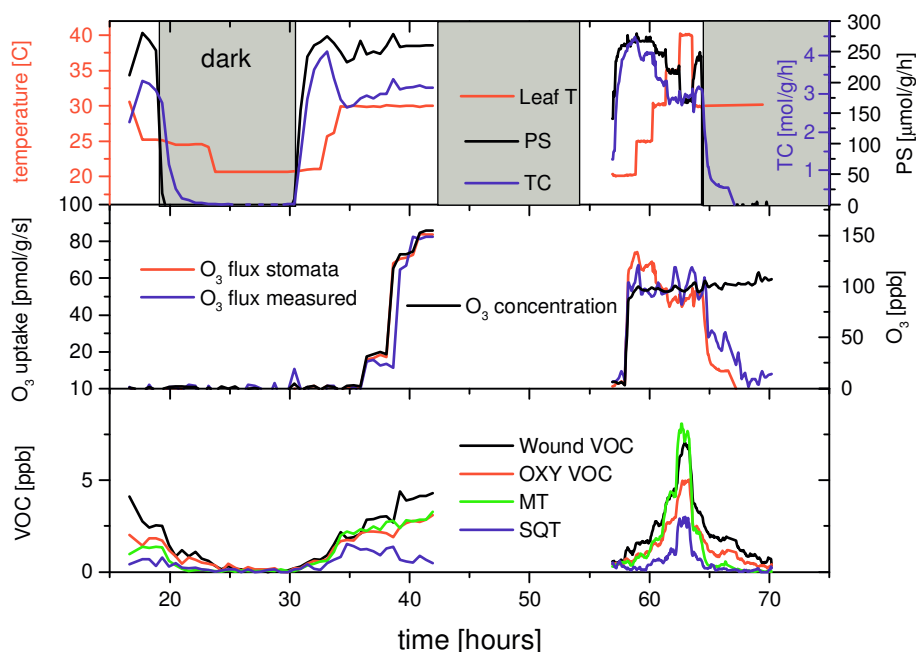 temperature [C]
40
35
30
25
20
100
dark
Leaf T
PS
TC
4
3
2
1
TC [mol/g/h]
300
250
200
150
100
50
0
PS [µmol/g/h]
O3 uptake [pmol/g/s]
80
60
40
20
10
O3 flux stomata
O3 flux measured
O3 concentration
150
100
50
0
O3 [ppb]
VOC [ppb]
5
0
Wound VOC
OXY VOC
MT
SQT
20 30 40 50 60 70
time [hours]